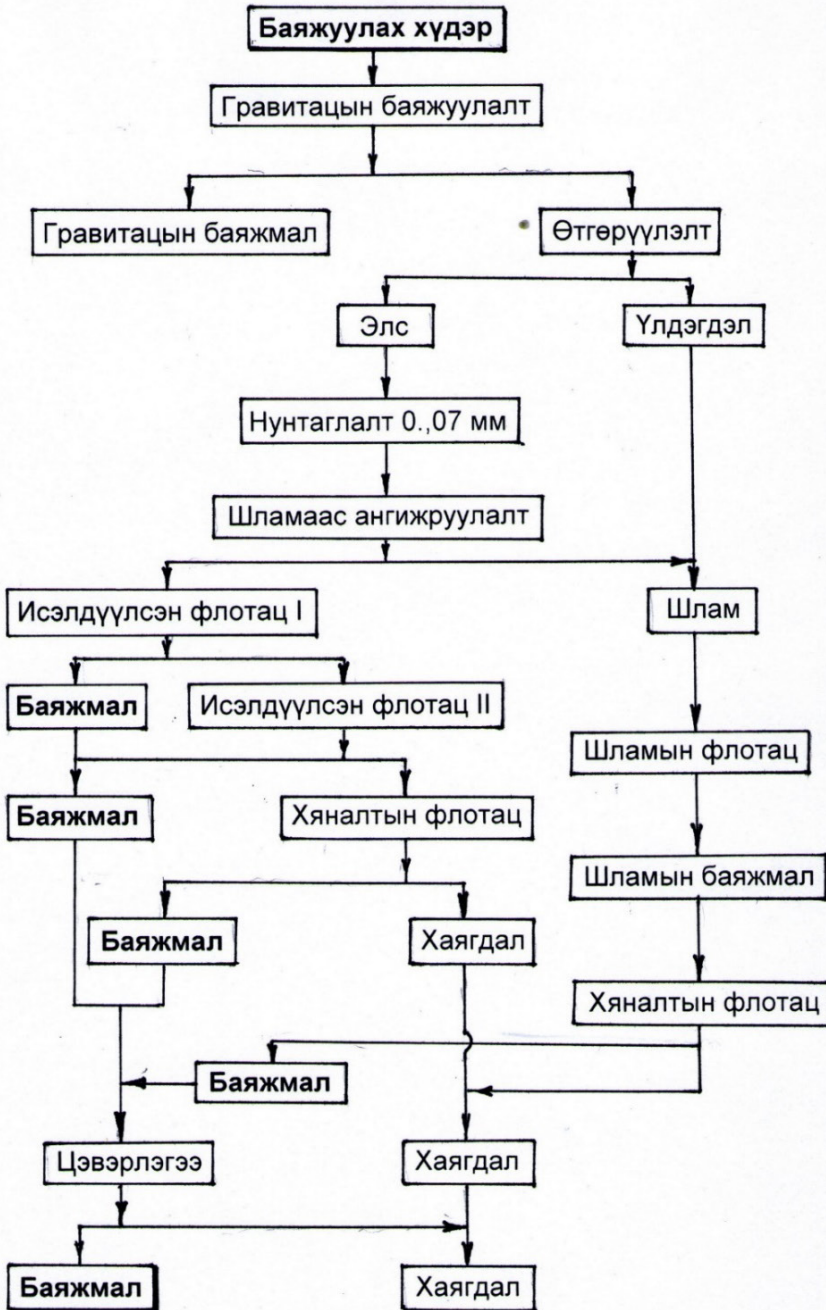 Баяжуулах хүдэр
Гравитацын баяжуулалт
Гравитацын баяжмал
Өтгөрүүлэлт
Элс
Үлдэгдэл
Нунтаглалт 0.,07 мм
Шламаас ангижруулалт
Исэлдүүлсэн флотац I
Шлам
Баяжмал
Исэлдүүлсэн флотац II
Шламын флотац
Баяжмал
Хяналтын флотац
Шламын баяжмал
Баяжмал
Хаягдал
Хяналтын флотац
Баяжмал
Цэвэрлэгээ
Хаягдал
Баяжмал
Хаягдал